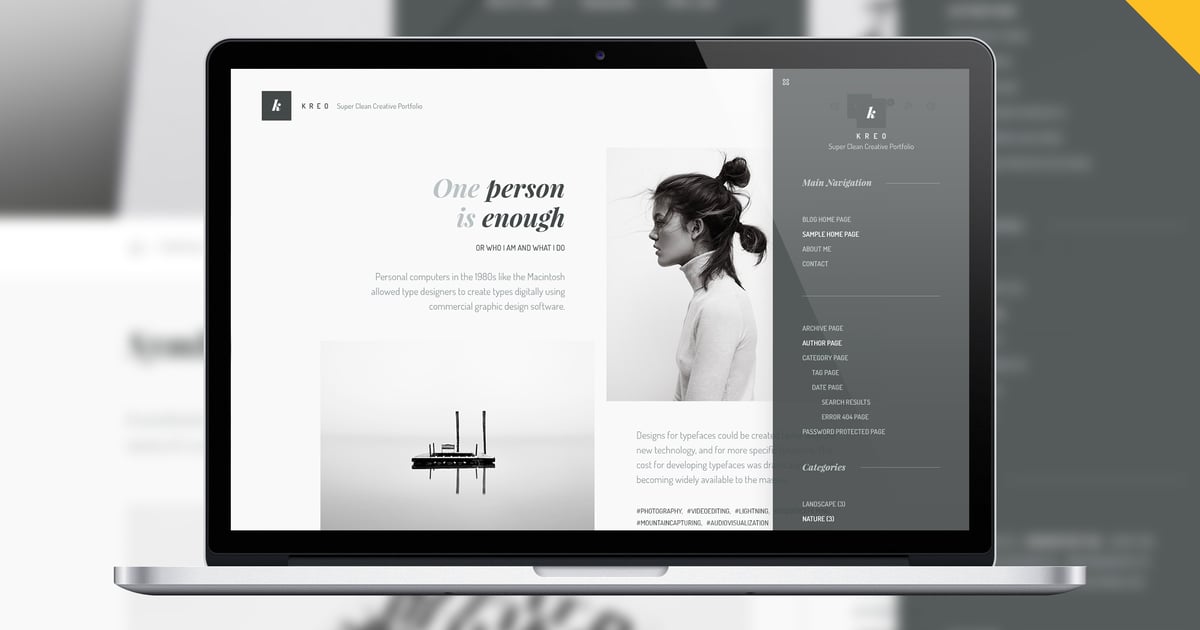 k
KREO Super Clean Creative Portfolio
One person
is enough
OR WHO I AM AND WHAT I DO
Personal computers in the 1980s like the Macintosh
allowed type designers to create types digitally using
commercial graphic design software.
Designs for typefaces could be created
new technology, and for more specific
cost for developing typefaces was
becoming widely available to the
#PHOTOGRAPHY, #VIDEOEDITING, #LIGHTNING,
#MOUNTAINCAPTURING, #AUDIOVISUALIZATION
k
KREO
Super Clean Creative Portfolio
Main Navigation
BLOG HOME PAGE
SAMPLE HOME PAGE
ABOUT ME
CONTACT
ARCHIVE PAGE
AUTHOR PAGE
CATEGORY PAGE
TAG PAGE
DATE PAGE
SEARCH RESULTS
ERROR 404 PAGE
PASSWORD PROTECTED PAGE
Categories
LANDSCAPE (3)
NATURE (3)